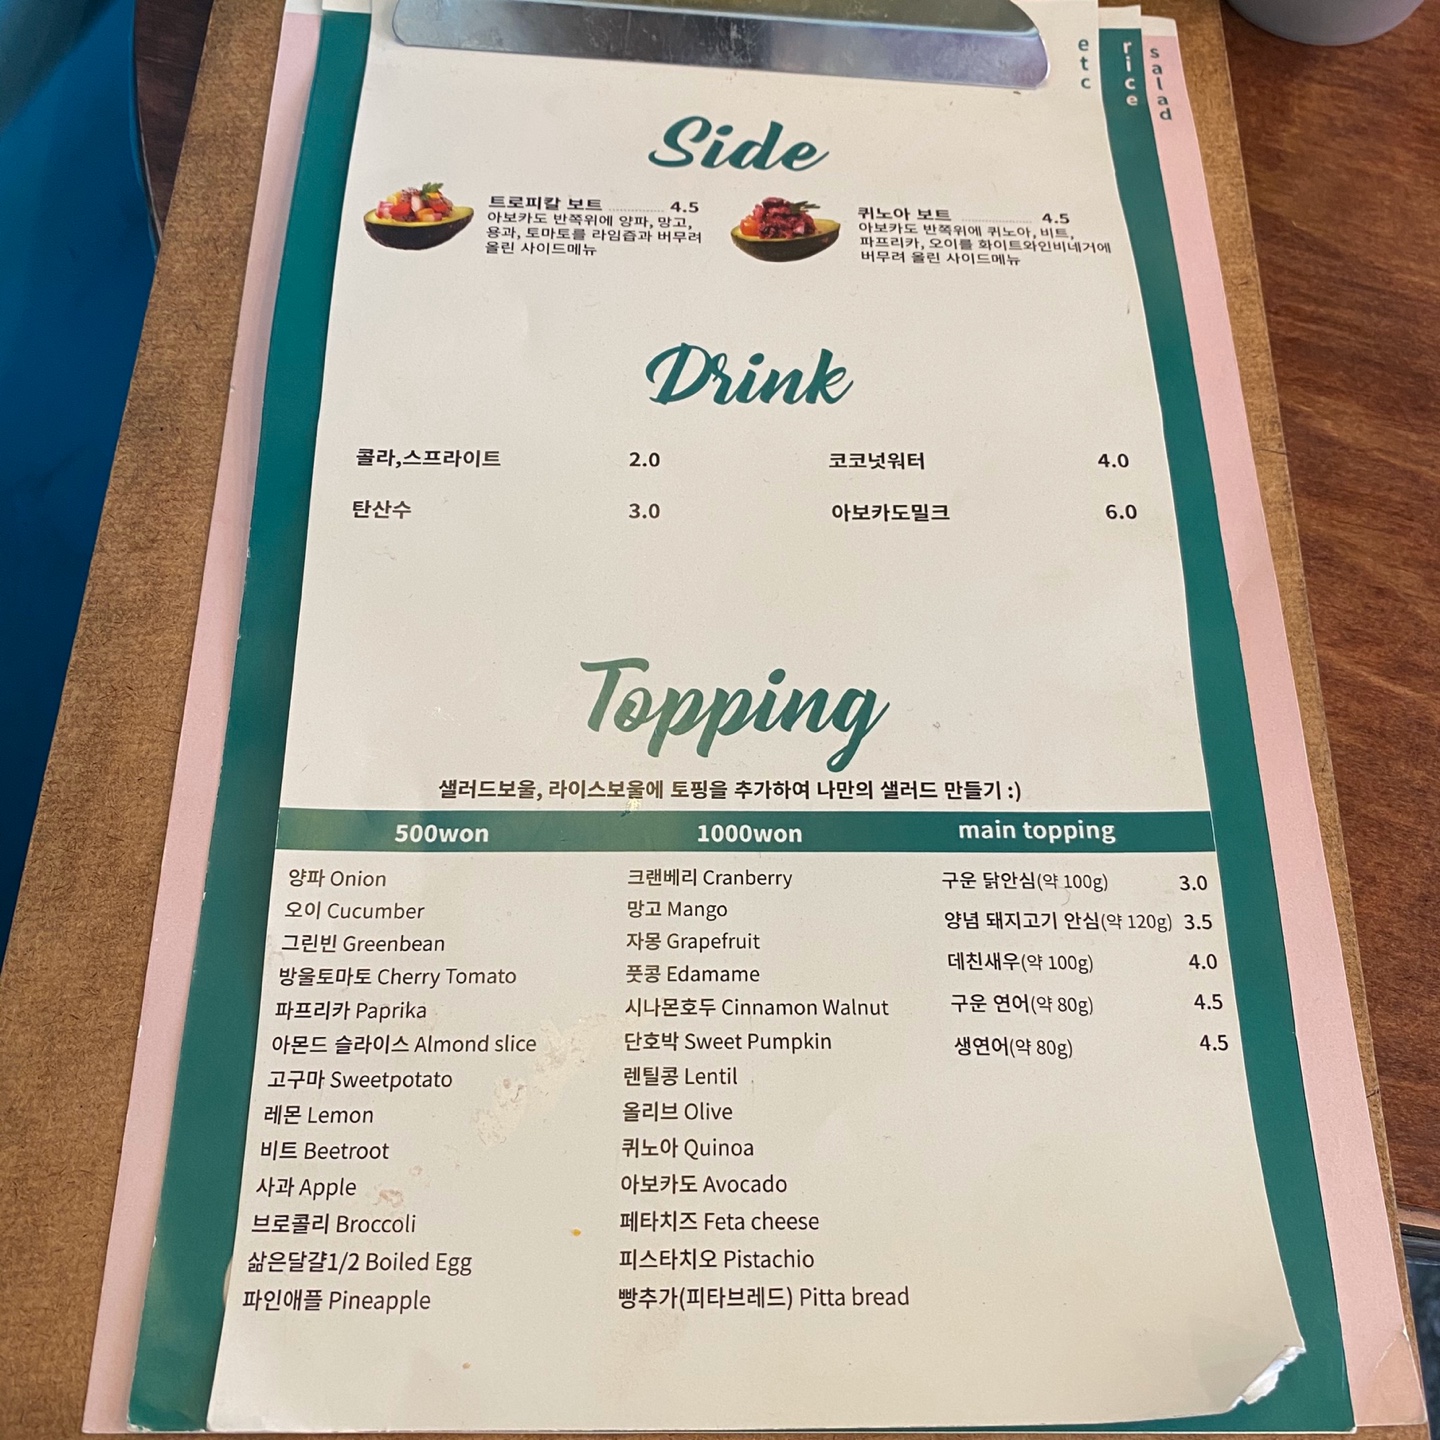 etc
rice
salad
Side
트로피칼 보트 ............ 4.5
아보카도 반쪽위에 양파, 망고,
용과, 토마토를 라임즙과 버무려
올린 사이드메뉴
퀴노아 보트 ............ 4.5
아보카도 반쪽위에 퀴노아, 비트,
파프리카, 오이를 화이트와인비네거에
버무려 올린 사이드메뉴
Drink
콜라,스프라이트 2.0
코코넛워터 4.0
탄산수 3.0
아보카도밀크 6.0
Topping
샐러드보울, 라이스보울에 토핑을 추가하여 나만의 샐러드 만들기 :)
500won
양파 Onion
오이 Cucumber
그린빈 Greenbean
방울토마토 Cherry Tomato
파프리카 Paprika
아몬드 슬라이스 Almond slice
고구마 Sweetpotato
레몬 Lemon
비트 Beetroot
사과 Apple
브로콜리 Broccoli
삶은달걀1/2 Boiled Egg
파인애플 Pineapple
1000won
크랜베리 Cranberry
망고 Mango
자몽 Grapefruit
풋콩 Edamame
시나몬호두 Cinnamon Walnut
단호박 Sweet Pumpkin
렌틸콩 Lentil
올리브 Olive
퀴노아 Quinoa
아보카도 Avocado
페타치즈 Feta cheese
피스타치오 Pistachio
빵추가(피타브레드) Pitta bread
main topping
구운 닭안심(약 100g) 3.0
양념 돼지고기 안심(약 120g) 3.5
데친새우(약 100g) 4.0
구운 연어(약 80g) 4.5
생연어(약 80g) 4.5